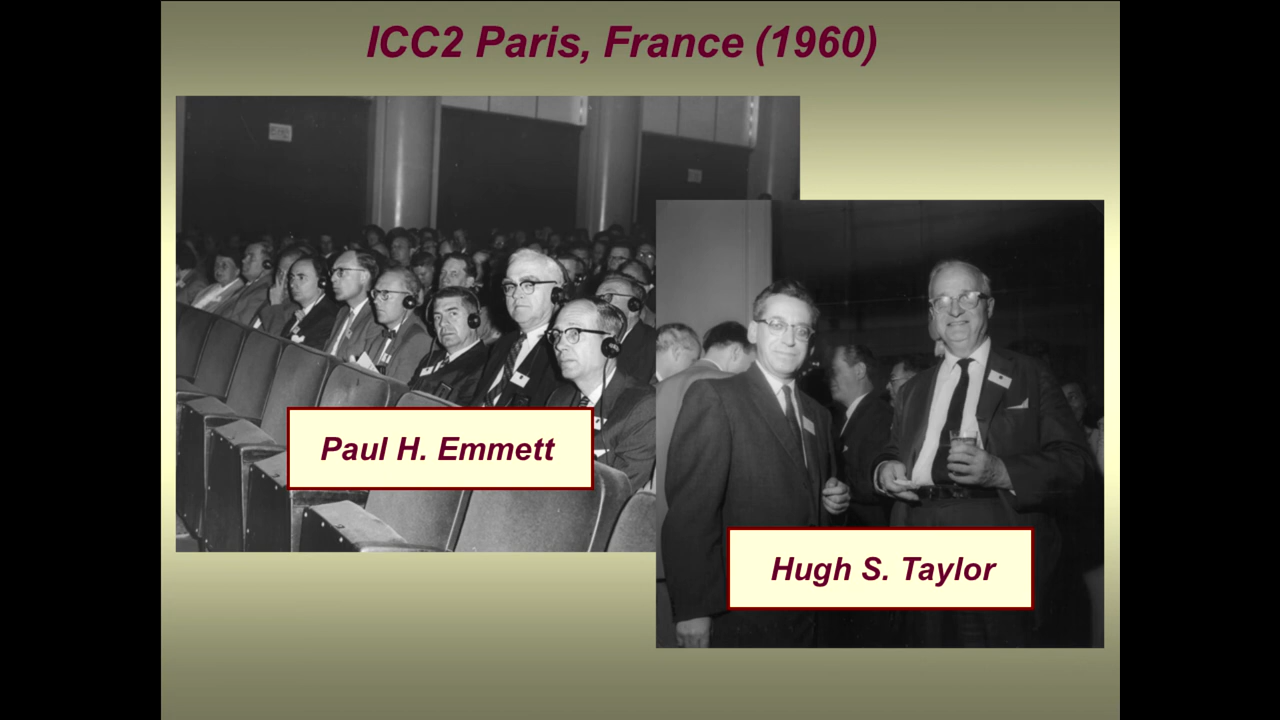 ICC2 Paris, France (1960)
Paul H. Emmett
Hugh S. Taylor